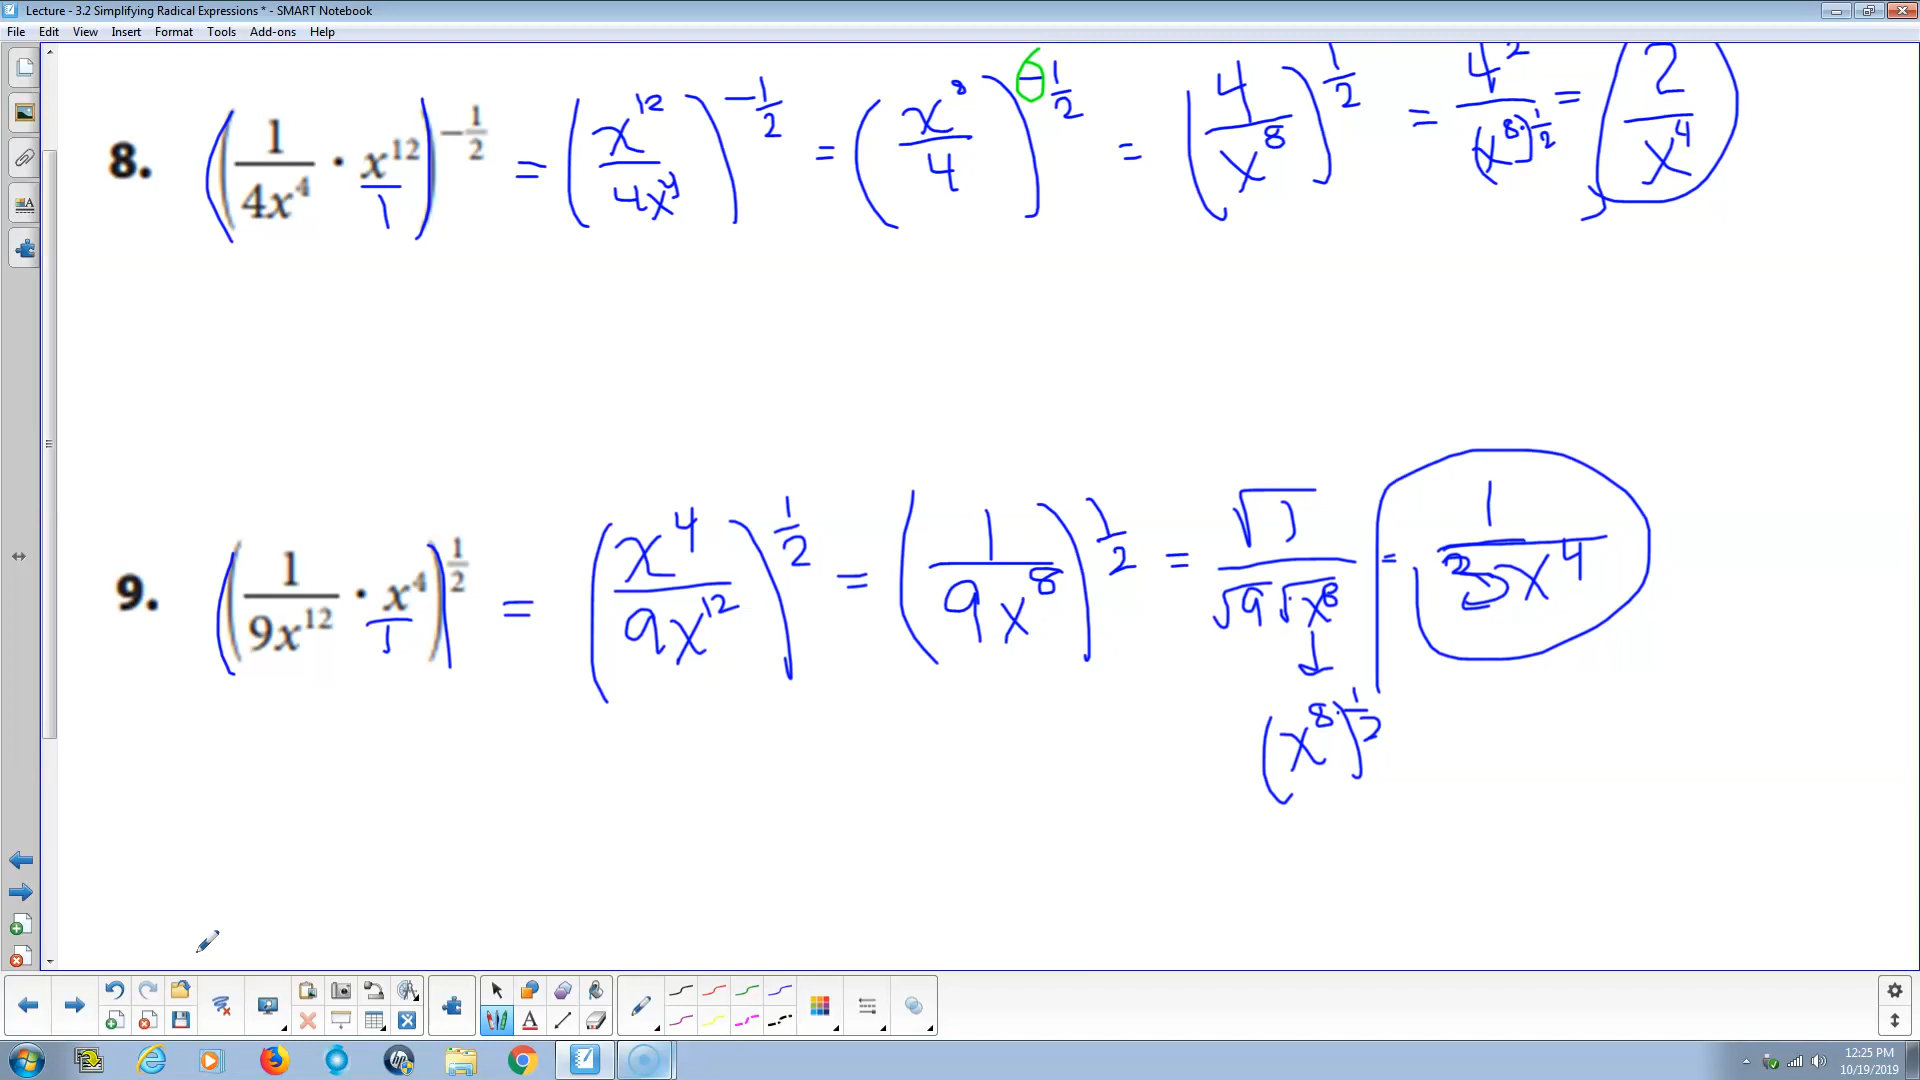 Lecture - 3.2 Simplifying Radical Expressions * - SMART Notebook
File Edit View Insert Format Tools Add-ons Help
8. ((1/4x^4 · x^12/1)^(-1/2) = (x^12/4x^4)^(-1/2) = (x^8/4)^(-1/2) = (4/x^8)^(1/2) = 4^2/(x^8·)^(1/2) = 2/x^4
9. ((1/9x^12 · x^4/1)^(1/2) = (x^4/9x^12)^(1/2) = (1/9x^8)^(1/2) = √1/√9 √x^8 = 1/3x^4
(x^8·)^(1/2)
12:25 PM
10/19/2019